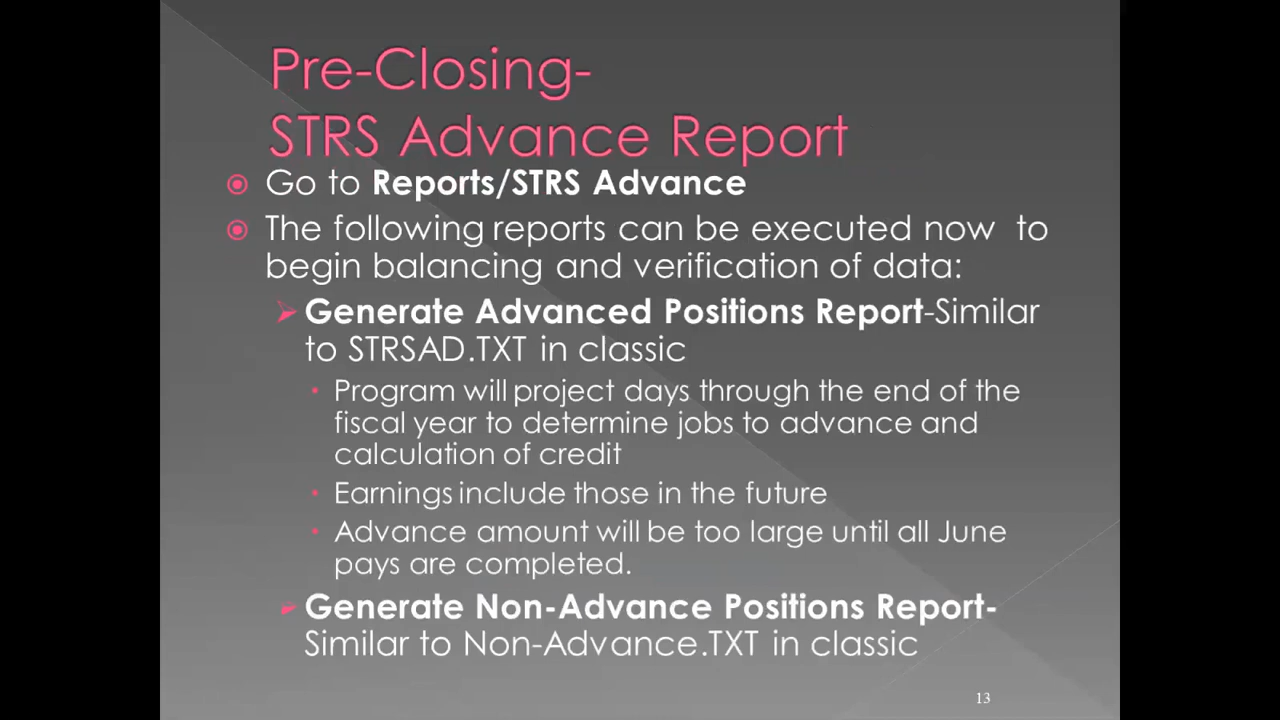 Pre-Closing-
STRS Advance Report
Go to Reports/STRS Advance
The following reports can be executed now to
begin balancing and verification of data:
Generate Advanced Positions Report-Similar
to STRSAD.TXT in classic
Program will project days through the end of the
fiscal year to determine jobs to advance and
calculation of credit
Earnings include those in the future
Advance amount will be too large until all June
pays are completed.
Generate Non-Advance Positions Report-
Similar to Non-Advance.TXT in classic
13